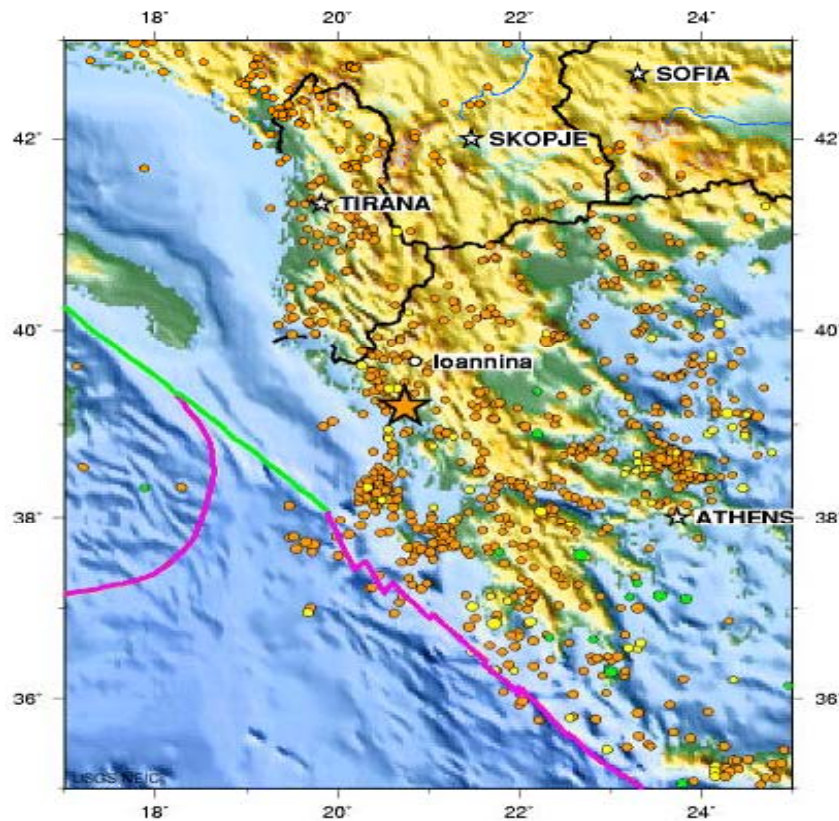 18° 20° 22° 24°
SOFIA
42° 42°
SKOPJE
TIRANA
40° 40°
Ioannina
38° 38°
ATHENS
36° 36°
USGS NEIC
18° 20° 22° 24°